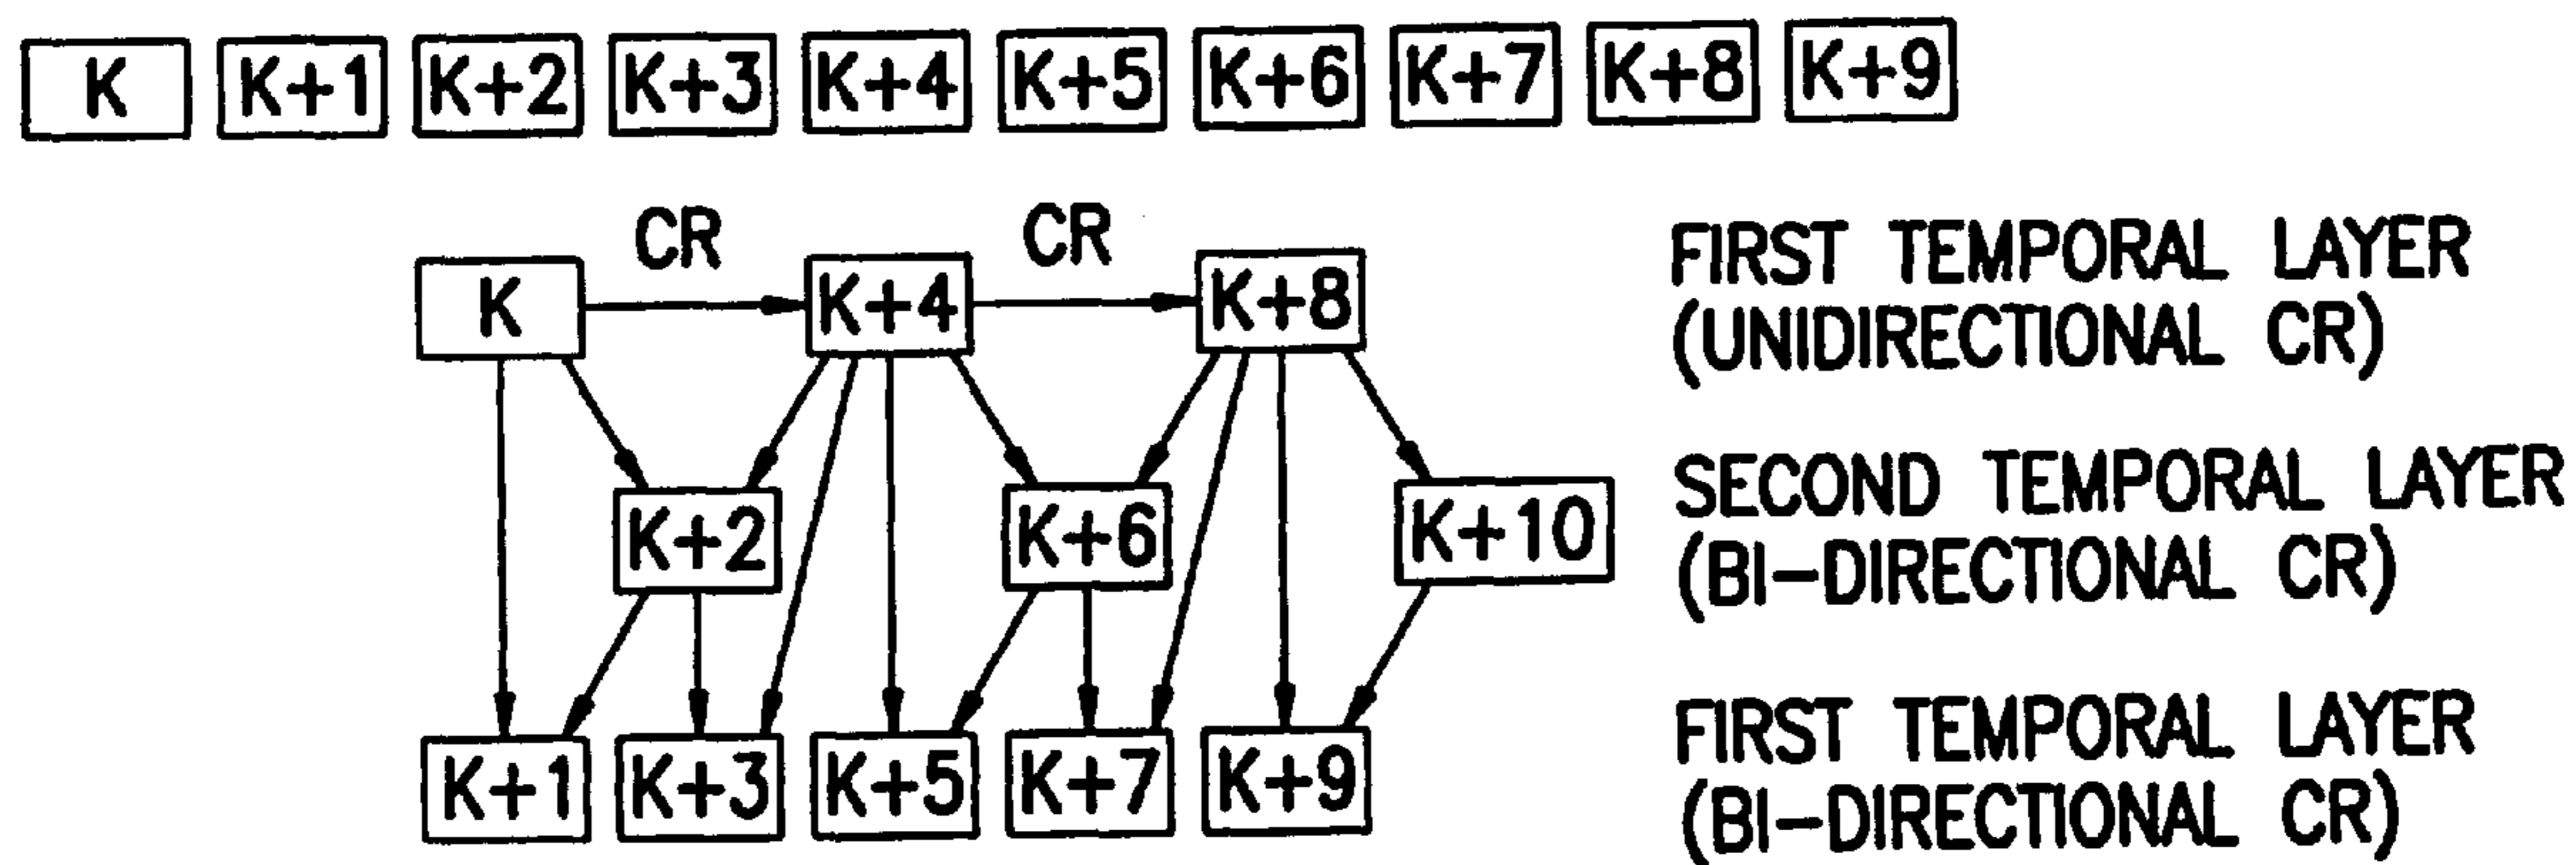 K K+1 K+2 K+3 K+4 K+5 K+6 K+7 K+8 K+9
CR CR
K K+4 K+8
FIRST TEMPORAL LAYER
(UNIDIRECTIONAL CR)
K+2 K+6 K+10
SECOND TEMPORAL LAYER
(BI-DIRECTIONAL CR)
K+1 K+3 K+5 K+7 K+9
FIRST TEMPORAL LAYER
(BI-DIRECTIONAL CR)